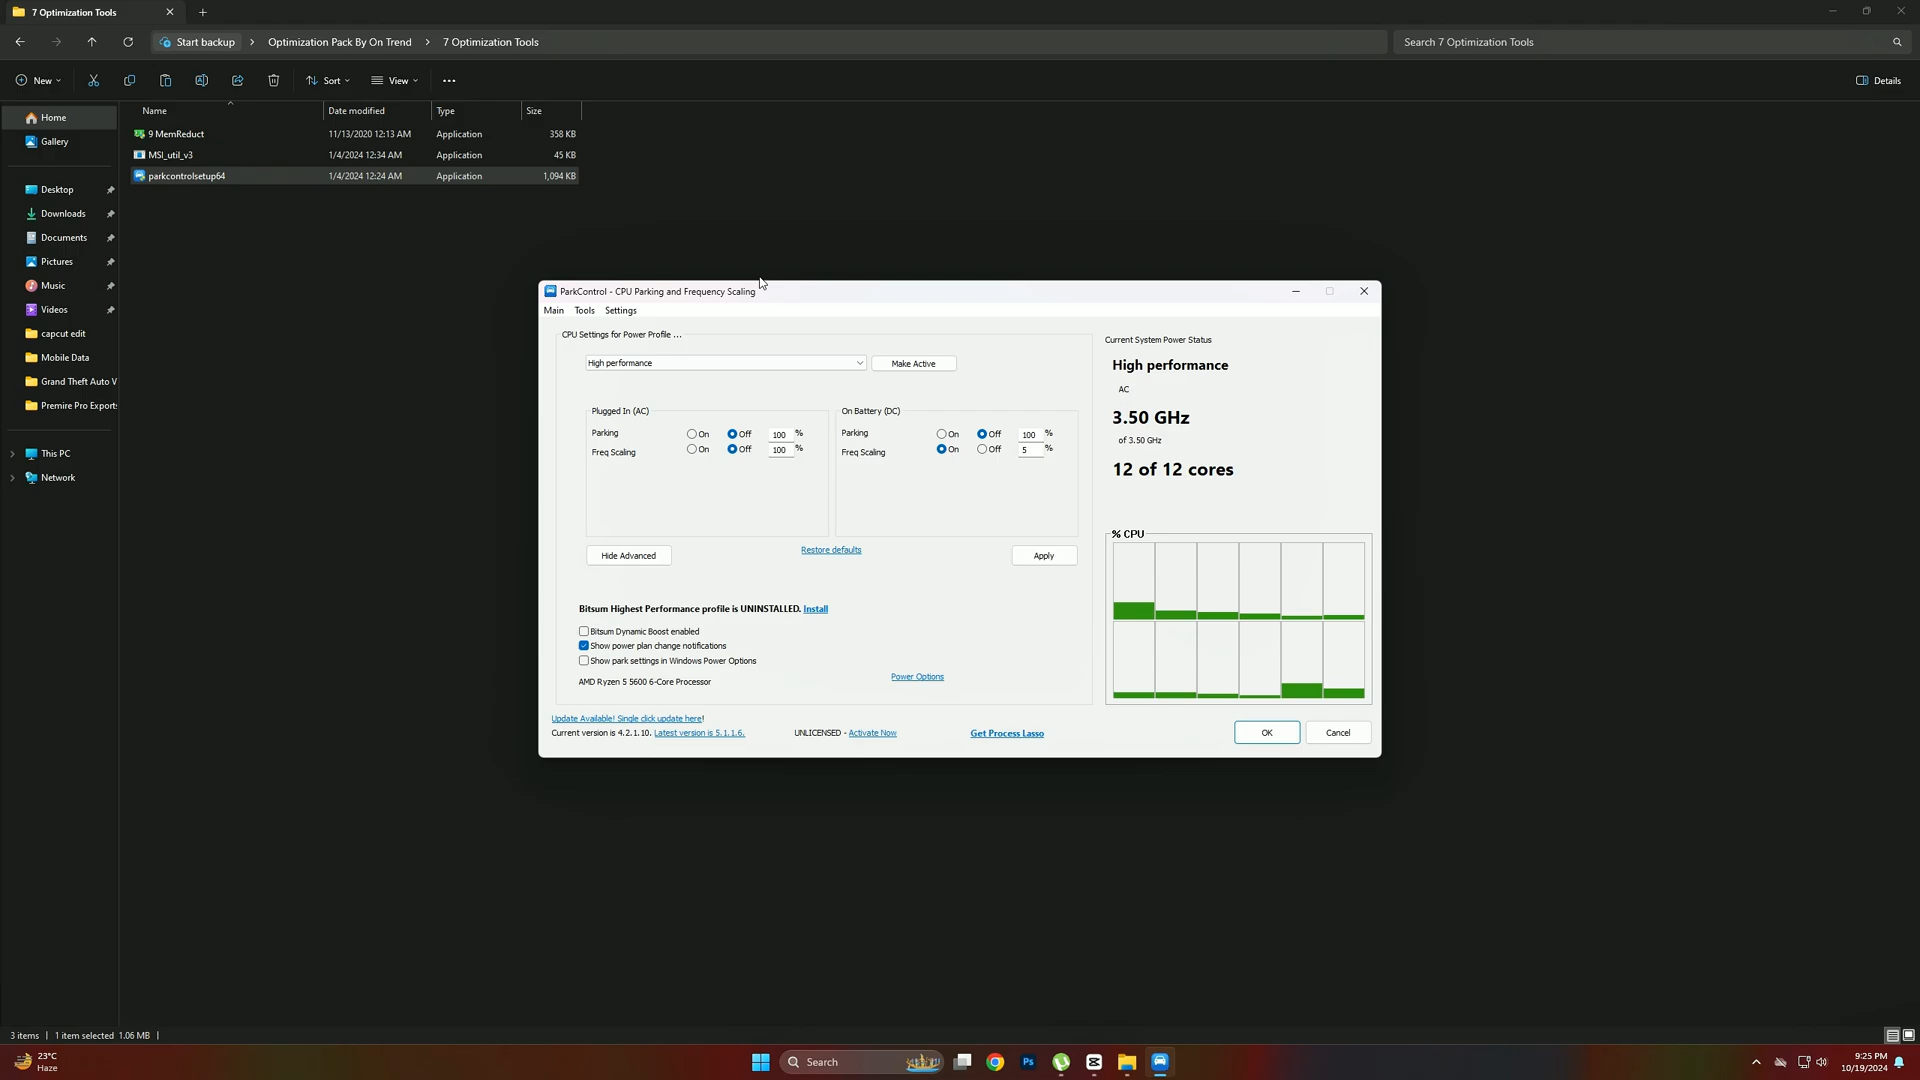 7 Optimization Tools
Start backup
Optimization Pack By On Trend
7 Optimization Tools
Search 7 Optimization Tools
New
Sort
View
Details
Name
Date modified
Type
Size
9 MemReduct
11/13/2020 12:13 AM
Application
358 KB
MSI_util_v3
1/4/2024 12:34 AM
Application
45 KB
parkcontrolsetup64
1/4/2024 12:24 AM
Application
1,094 KB
Home
Gallery
Desktop
Downloads
Documents
Pictures
Music
Videos
capcut edit
Mobile Data
Grand Theft Auto V
Premire Pro Exports
This PC
Network
ParkControl - CPU Parking and Frequency Scaling
Main
Tools
Settings
CPU Settings for Power Profile ...
High performance
Make Active
Plugged In (AC)
Parking
On
Off
100
%
Freq Scaling
On
Off
100
%
On Battery (DC)
Parking
On
Off
100
%
Freq Scaling
On
Off
5
%
Hide Advanced
Restore defaults
Apply
Bitsum Highest Performance profile is UNINSTALLED. Install
Bitsum Dynamic Boost enabled
Show power plan change notifications
Show park settings in Windows Power Options
AMD Ryzen 5 5600 6-Core Processor
Power Options
Current System Power Status
High performance
AC
3.50 GHz
of 3.50 GHz
12 of 12 cores
% CPU
Update Available! Single click update here!
Current version is 4.2.1.10. Latest version is 5.1.1.6.
UNLICENSED - Activate Now
Get Process Lasso
OK
Cancel
3 items
1 item selected 1.06 MB
23°C
Haze
Search
Ps
9:25 PM
10/19/2024